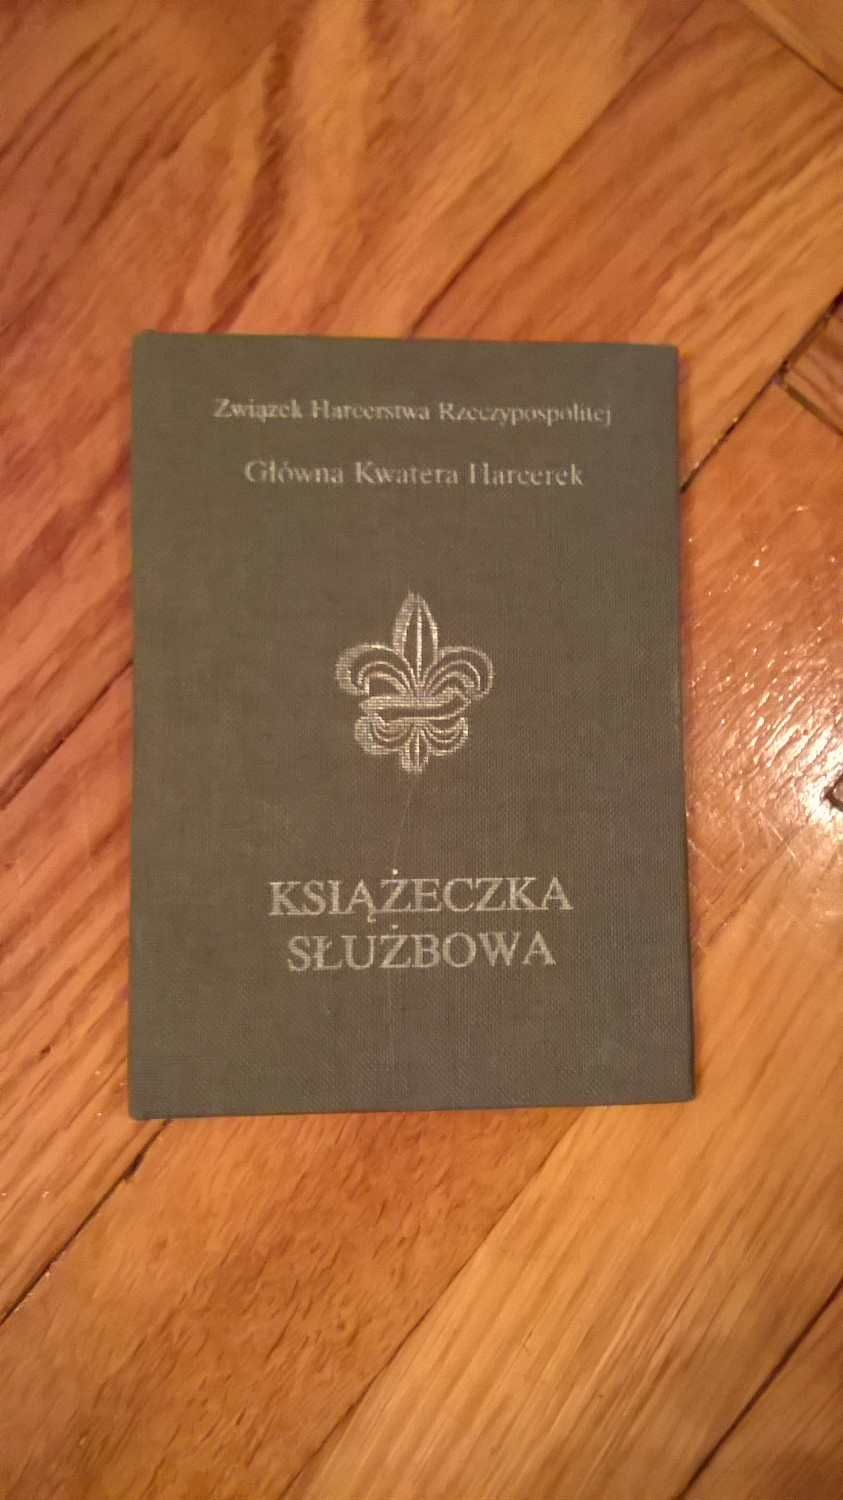 Związek Harcerstwa Rzeczypospolitej
Główna Kwatera Harcerek
KSIĄŻECZKA
SŁUŻBOWA